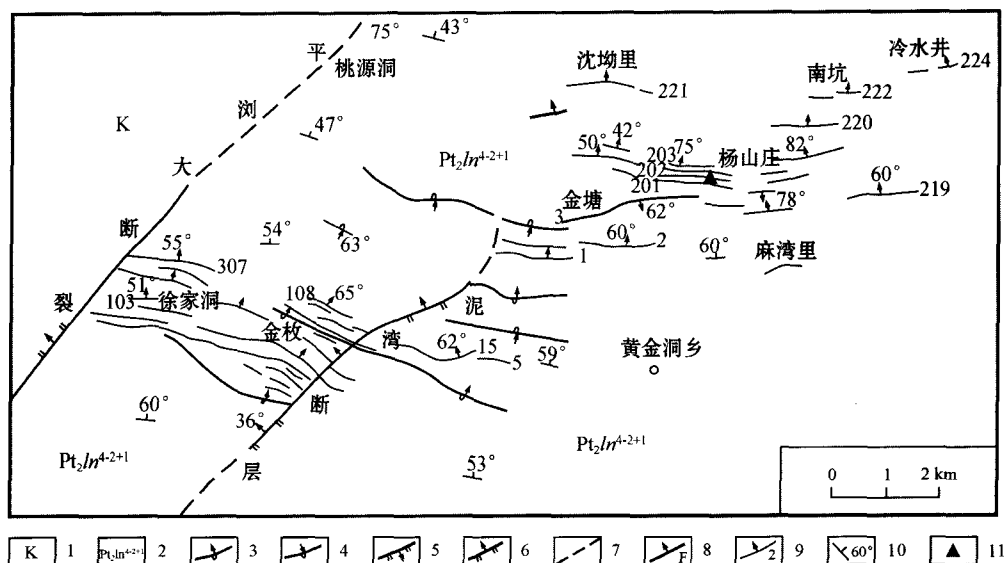 75°
43°
冷水井
224
平
桃源洞
沈坳里
南坑
221
222
浏
K
47°
220
Pt₂ln⁴⁻²⁺¹
50°
42°
75°
82°
杨山庄
203
202
201
大
金塘
60°
219
3
62°
78°
断
54°
63°
55°
60°
2
60°
麻湾里
307
1
51°
裂
103
徐家洞
108
65°
泥
金枚
湾
62°
15
59°
5
黄金洞乡
60°
36°
断
Pt₂ln⁴⁻²⁺¹
层
53°
Pt₂ln⁴⁻²⁺¹
0 1 2 km
K 1 Pt₂ln⁴⁻²⁺¹ 2 3 4 5 6 7 F 8 2 9 60° 10 11